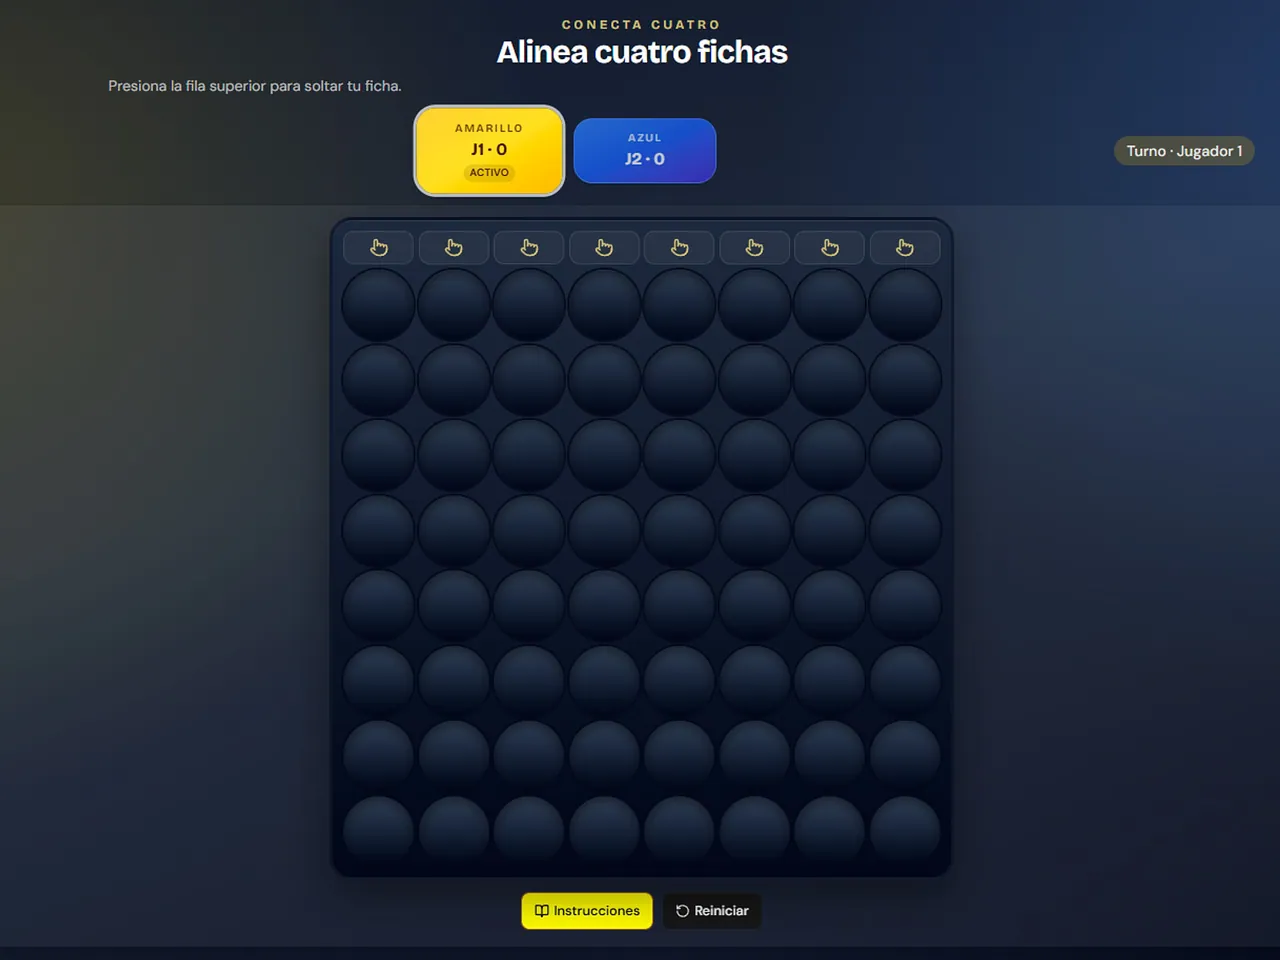 CONECTA CUATRO
Alinea cuatro fichas
Presiona la fila superior para soltar tu ficha.
AMARILLO
J1 · 0
ACTIVO
AZUL
J2 · 0
Turno · Jugador 1
Instrucciones
Reiniciar